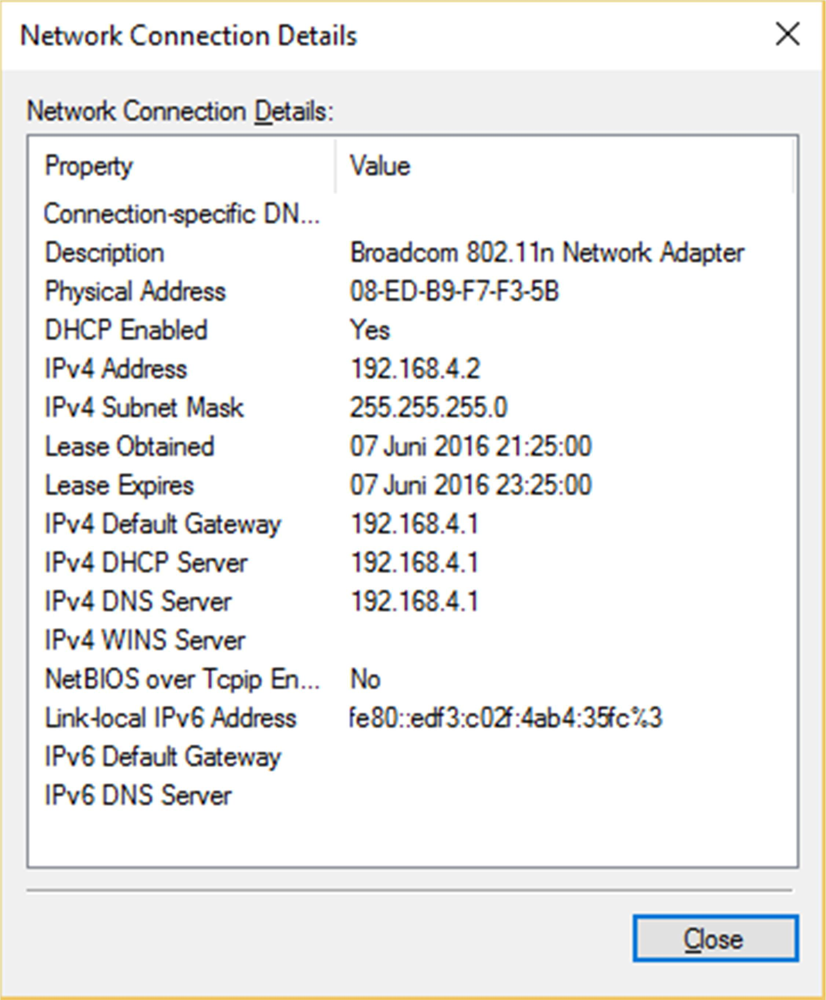 Network Connection Details
Network Connection Details:
Property Value
Connection-specific DN...
Description Broadcom 802.11n Network Adapter
Physical Address 08-ED-B9-F7-F3-5B
DHCP Enabled Yes
IPv4 Address 192.168.4.2
IPv4 Subnet Mask 255.255.255.0
Lease Obtained 07 Juni 2016 21:25:00
Lease Expires 07 Juni 2016 23:25:00
IPv4 Default Gateway 192.168.4.1
IPv4 DHCP Server 192.168.4.1
IPv4 DNS Server 192.168.4.1
IPv4 WINS Server
NetBIOS over Tcpip En... No
Link-local IPv6 Address fe80::edf3:c02f:4ab4:35fc%3
IPv6 Default Gateway
IPv6 DNS Server
Close